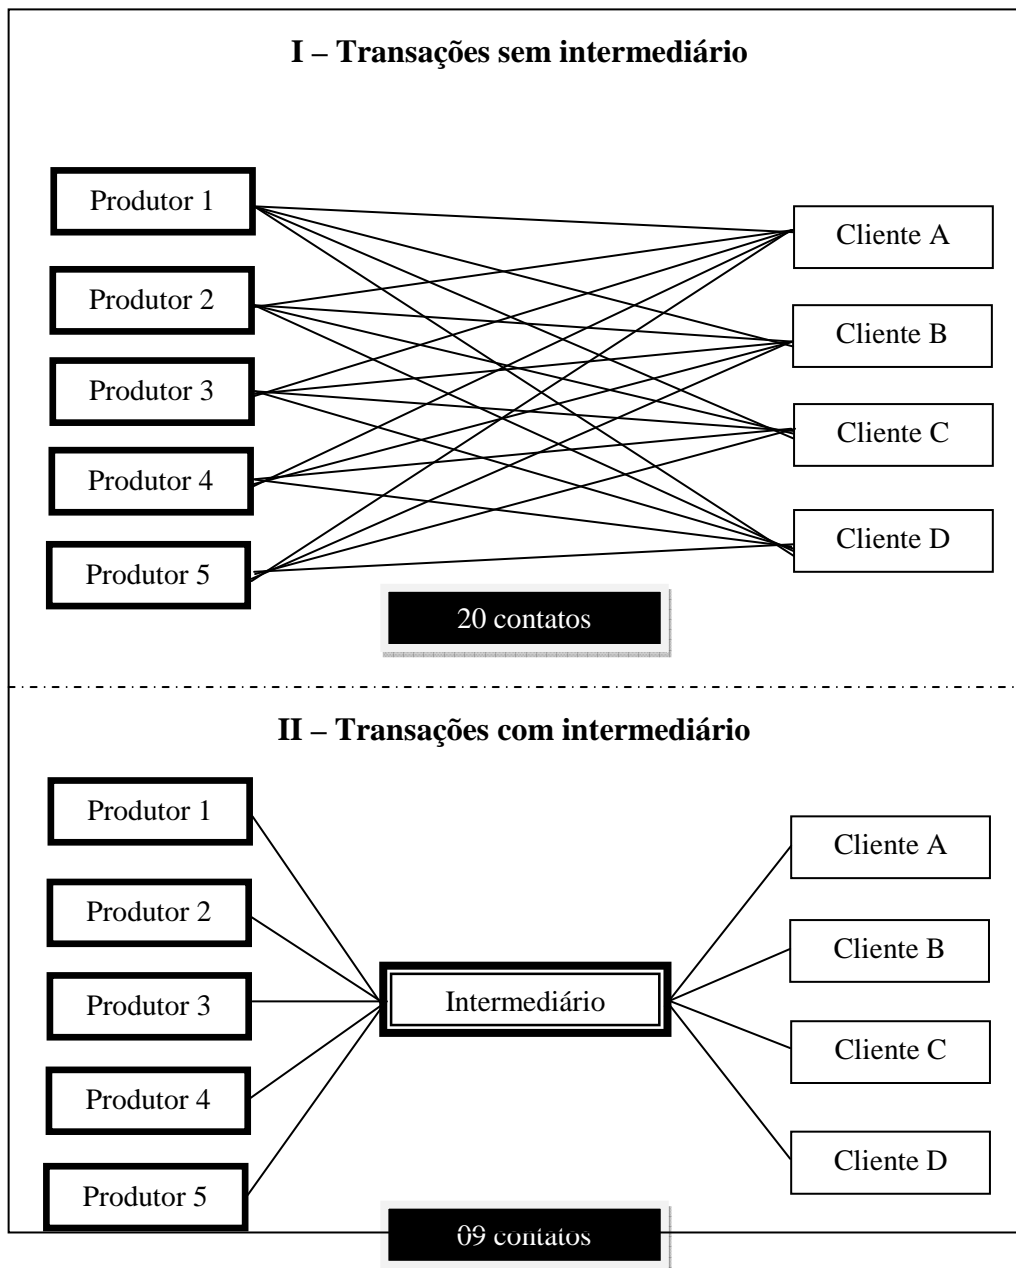 I – Transações sem intermediário
Produtor 1
Cliente A
Produtor 2
Cliente B
Produtor 3
Cliente C
Produtor 4
Cliente D
Produtor 5
20 contatos
II – Transações com intermediário
Produtor 1
Cliente A
Produtor 2
Cliente B
Produtor 3
Intermediário
Cliente C
Produtor 4
Cliente D
Produtor 5
09 contatos